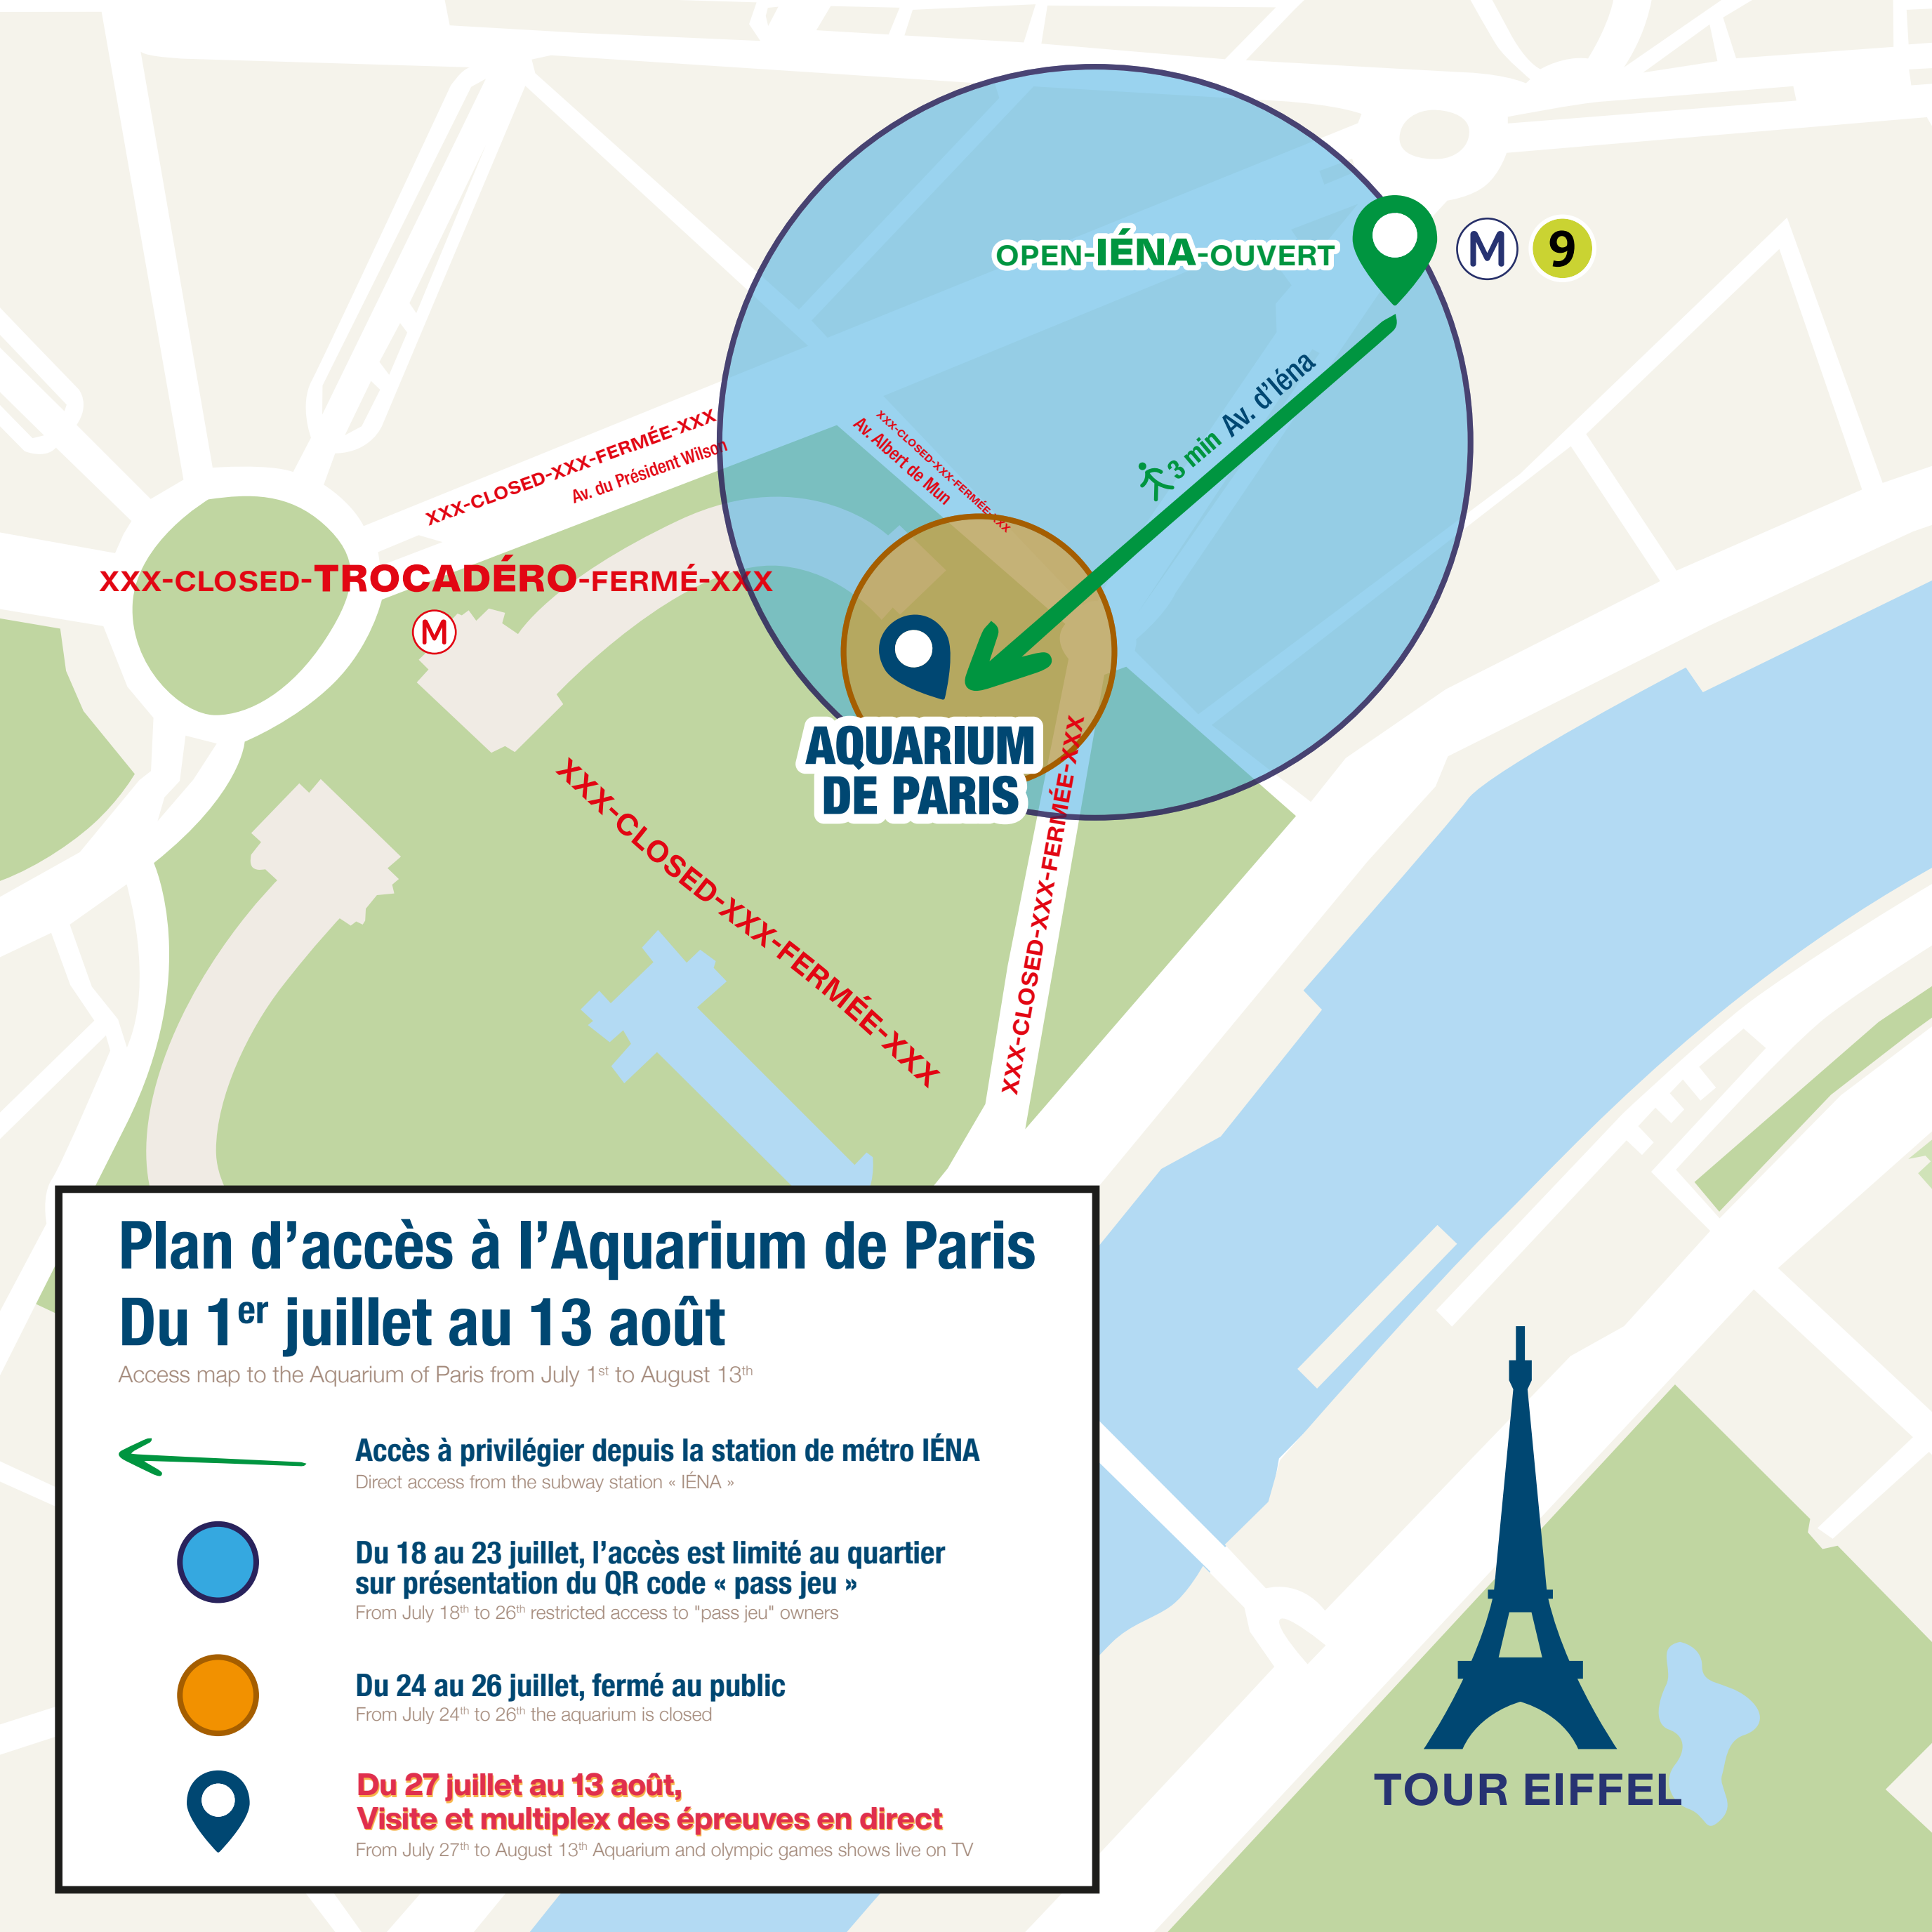 OPEN-IÉNA-OUVERT
M 9
3 min Av. d'Iéna
XXX-CLOSED-XXX-FERMÉE-XXX
Av. du Président Wilson
XXX-CLOSED-XXX-FERMÉE-XXX
Av. Albert de Mun
XXX-CLOSED-TROCADÉRO-FERMÉ-XXX
M
AQUARIUM
DE PARIS
XXX-CLOSED-XXX-FERMÉE-XXX
XXX-CLOSED-XXX-FERMÉE-XXX
Plan d'accès à l'Aquarium de Paris
Du 1er juillet au 13 août
Access map to the Aquarium of Paris from July 1st to August 13th
Accès à privilégier depuis la station de métro IÉNA
Direct access from the subway station « IÉNA »
Du 18 au 23 juillet, l'accès est limité au quartier
sur présentation du QR code « pass jeu »
From July 18th to 26th restricted access to "pass jeu" owners
Du 24 au 26 juillet, fermé au public
From July 24th to 26th the aquarium is closed
Du 27 juillet au 13 août,
Visite et multiplex des épreuves en direct
From July 27th to August 13th Aquarium and olympic games shows live on TV
TOUR EIFFEL